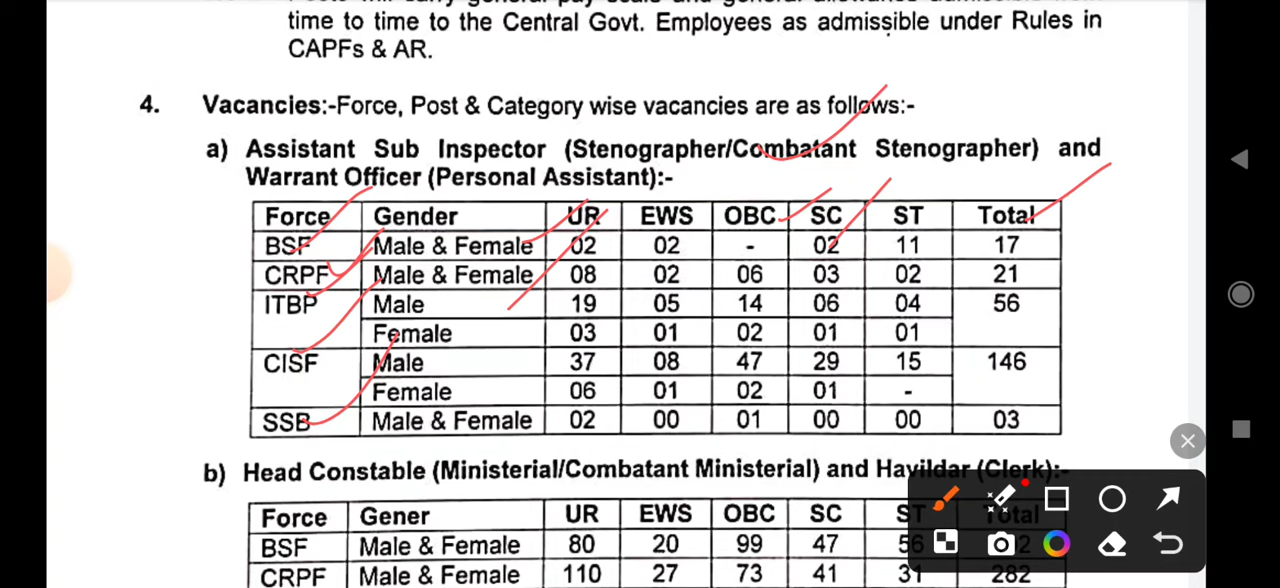 time to time to the Central Govt. Employees as admissible under Rules in
CAPFs & AR.
4. Vacancies:-Force, Post & Category wise vacancies are as follows:-
a) Assistant Sub Inspector (Stenographer/Combatant Stenographer) and
Warrant Officer (Personal Assistant):-
Force Gender UR EWS OBC SC ST Total
BSF Male & Female 02 02 - 02 11 17
CRPF Male & Female 08 02 06 03 02 21
ITBP Male 19 05 14 06 04 56
Female 03 01 02 01 01
CISF Male 37 08 47 29 15 146
Female 06 01 02 01 -
SSB Male & Female 02 00 01 00 00 03
b) Head Constable (Ministerial/Combatant Ministerial) and Havildar (Clerk):-
Force Gener UR EWS OBC SC ST Total
BSF Male & Female 80 20 99 47 56
CRPF Male & Female 110 27 73 41 31 282